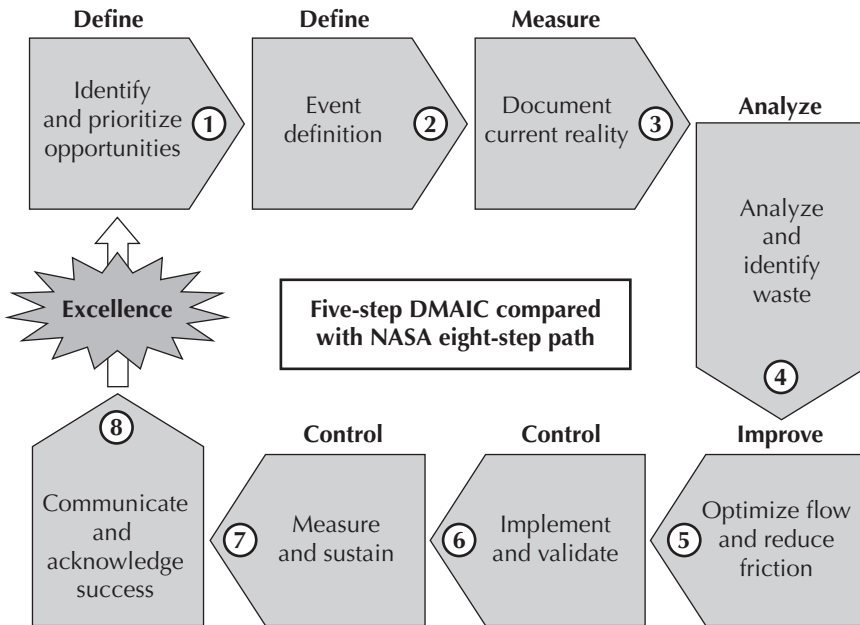 Define
Identify
and prioritize
opportunities
1
Define
Event
definition
2
Measure
Document
current reality
3
Analyze
Analyze
and
identify
waste
4
Excellence
Five-step DMAIC compared
with NASA eight-step path
Improve
Optimize flow
and reduce
friction
5
Control
Implement
and validate
6
Control
Measure
and sustain
7
8
Communicate
and
acknowledge
success